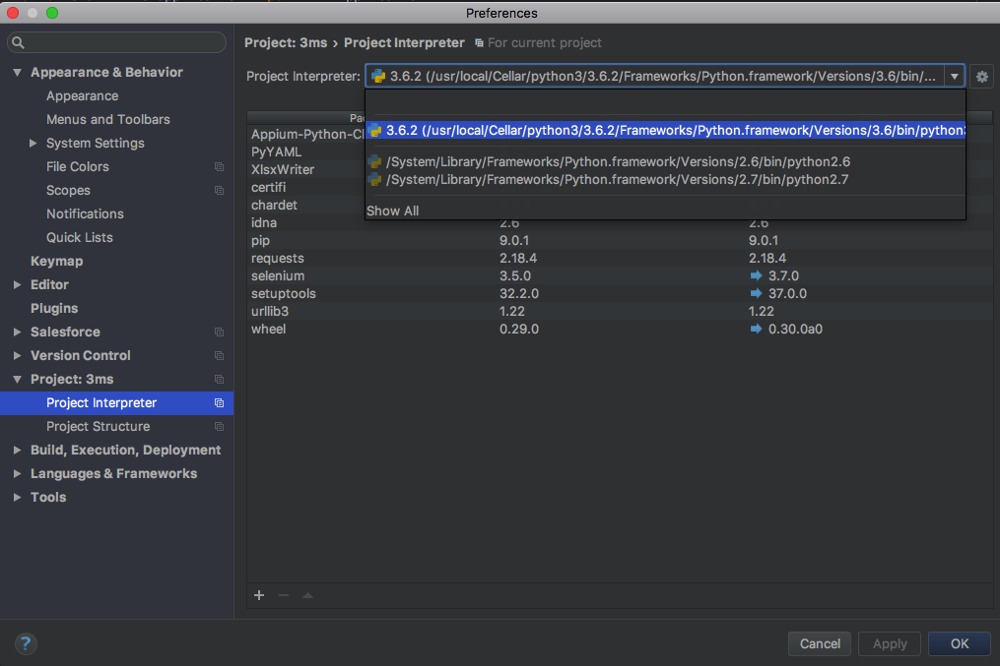 Preferences
Project: 3ms › Project Interpreter For current project
Appearance & Behavior
Appearance
Menus and Toolbars
System Settings
File Colors
Scopes
Notifications
Quick Lists
Keymap
Editor
Plugins
Salesforce
Version Control
Project: 3ms
Project Interpreter
Project Structure
Build, Execution, Deployment
Languages & Frameworks
Tools
Project Interpreter: 3.6.2 (/usr/local/Cellar/python3/3.6.2/Frameworks/Python.framework/Versions/3.6/bin/...
3.6.2 (/usr/local/Cellar/python3/3.6.2/Frameworks/Python.framework/Versions/3.6/bin/python3
/System/Library/Frameworks/Python.framework/Versions/2.6/bin/python2.6
/System/Library/Frameworks/Python.framework/Versions/2.7/bin/python2.7
Show All
Pac
Appium-Python-Cl
PyYAML
XlsxWriter
certifi
chardet
idna 2.6 2.6
pip 9.0.1 9.0.1
requests 2.18.4 2.18.4
selenium 3.5.0 3.7.0
setuptools 32.2.0 37.0.0
urllib3 1.22 1.22
wheel 0.29.0 0.30.0a0
? Cancel Apply OK